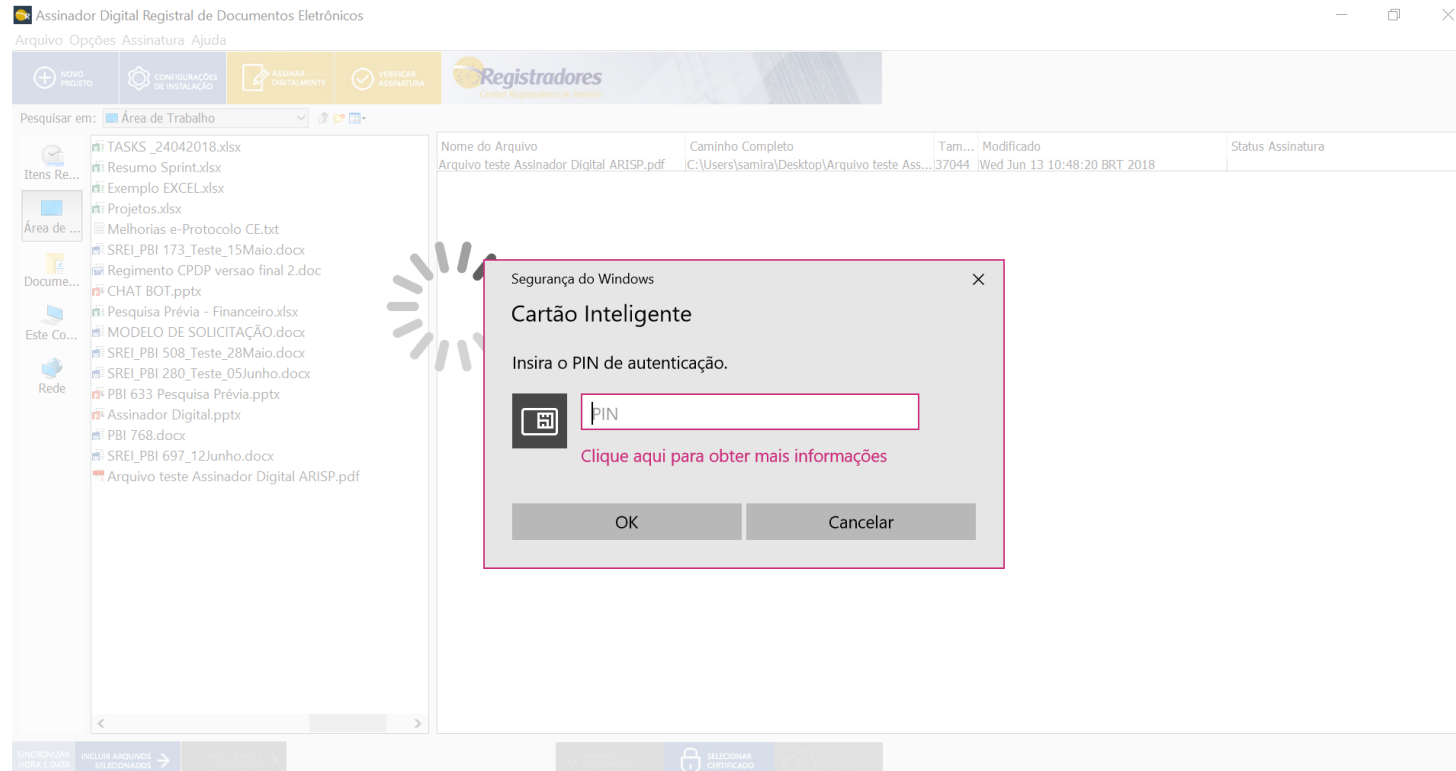 Assinador Digital Registral de Documentos Eletrônicos
Arquivo Opções Assinatura Ajuda
NOVO PROJETO
CONFIGURAÇÕES DE INSTALAÇÃO
ASSINAR DIGITALMENTE
VERIFICAR ASSINATURA
Registradores
Pesquisar em: Área de Trabalho
Itens Re...
Área de ...
Docume...
Este Co...
Rede
TASKS _24042018.xlsx
Resumo Sprint.xlsx
Exemplo EXCEL.xlsx
Projetos.xlsx
Melhorias e-Protocolo CE.txt
SREI_PBI 173_Teste_15Maio.docx
Regimento CPDP versao final 2.doc
CHAT BOT.pptx
Pesquisa Prévia - Financeiro.xlsx
MODELO DE SOLICITAÇÃO.docx
SREI_PBI 508_Teste_28Maio.docx
SREI_PBI 280_Teste_05Junho.docx
PBI 633 Pesquisa Prévia.pptx
Assinador Digital.pptx
PBI 768.docx
SREI_PBI 697_12Junho.docx
Arquivo teste Assinador Digital ARISP.pdf
Nome do Arquivo Caminho Completo Tam... Modificado Status Assinatura
Arquivo teste Assinador Digital ARISP.pdf C:\Users\samira\Desktop\Arquivo teste Ass... 37044 Wed Jun 13 10:48:20 BRT 2018
Segurança do Windows
Cartão Inteligente
Insira o PIN de autenticação.
PIN
Clique aqui para obter mais informações
OK Cancelar
SINCRONIZAR HORA E DATA
INCLUIR ARQUIVOS SELECIONADOS
SELECIONAR CERTIFICADO